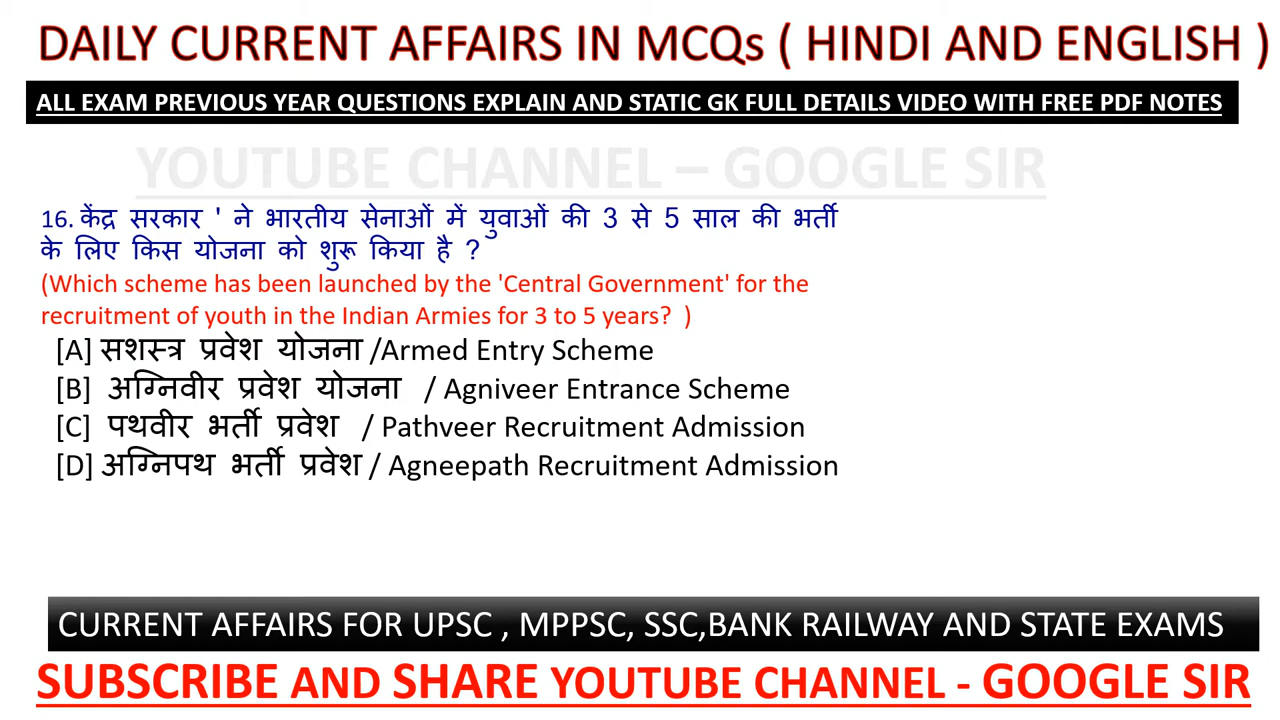 DAILY CURRENT AFFAIRS IN MCQs ( HINDI AND ENGLISH )
ALL EXAM PREVIOUS YEAR QUESTIONS EXPLAIN AND STATIC GK FULL DETAILS VIDEO WITH FREE PDF NOTES
YOUTUBE CHANNEL – GOOGLE SIR
16. केंद्र सरकार ' ने भारतीय सेनाओं में युवाओं की 3 से 5 साल की भर्ती
के लिए किस योजना को शुरू किया है ?
(Which scheme has been launched by the 'Central Government' for the
recruitment of youth in the Indian Armies for 3 to 5 years? )
[A] सशस्त्र प्रवेश योजना /Armed Entry Scheme
[B] अग्निवीर प्रवेश योजना / Agniveer Entrance Scheme
[C] पथवीर भर्ती प्रवेश / Pathveer Recruitment Admission
[D] अग्निपथ भर्ती प्रवेश / Agneepath Recruitment Admission
CURRENT AFFAIRS FOR UPSC , MPPSC, SSC,BANK RAILWAY AND STATE EXAMS
SUBSCRIBE AND SHARE YOUTUBE CHANNEL - GOOGLE SIR